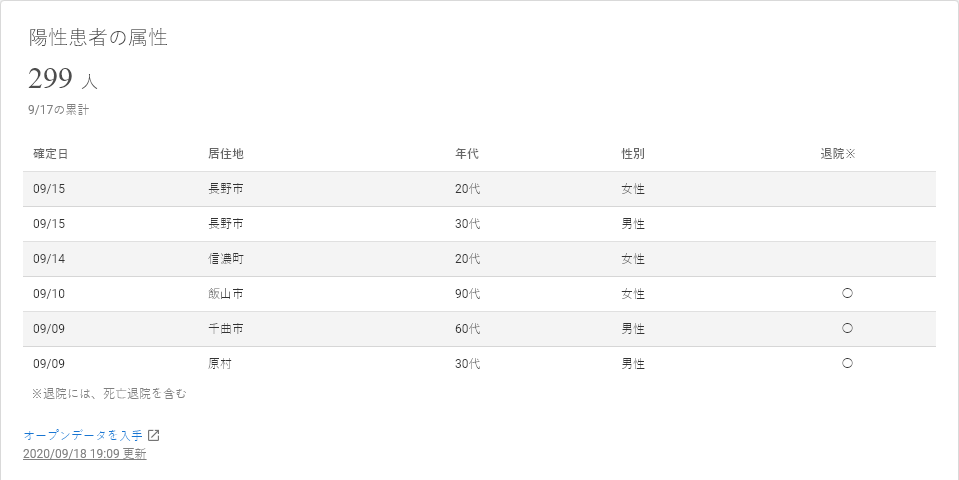 陽性患者の属性
299 人
9/17の累計
確定日 居住地 年代 性別 退院※
09/15 長野市 20代 女性
09/15 長野市 30代 男性
09/14 信濃町 20代 女性
09/10 飯山市 90代 女性 〇
09/09 千曲市 60代 男性 〇
09/09 原村 30代 男性 〇
※退院には、死亡退院を含む
オープンデータを入手
2020/09/18 19:09 更新